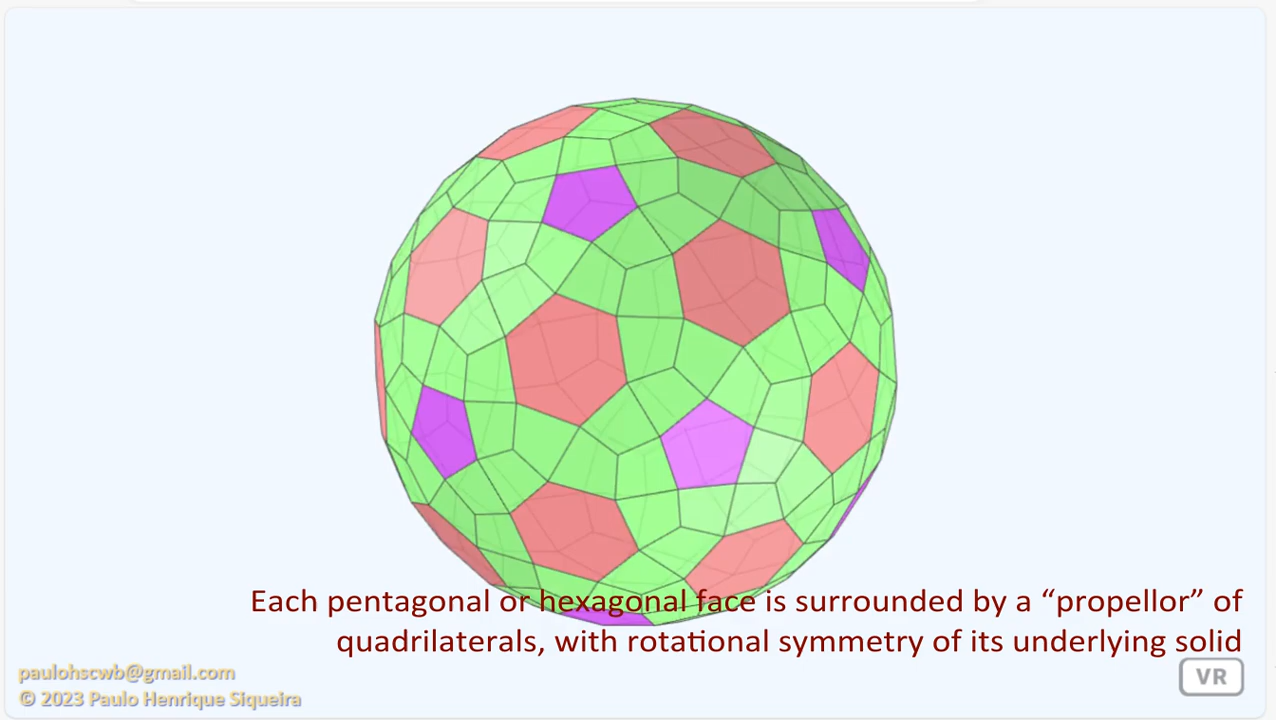 Each pentagonal or hexagonal face is surrounded by a “propellor” of
quadrilaterals, with rotational symmetry of its underlying solid
paulohscwb@gmail.com
© 2023 Paulo Henrique Siqueira
VR